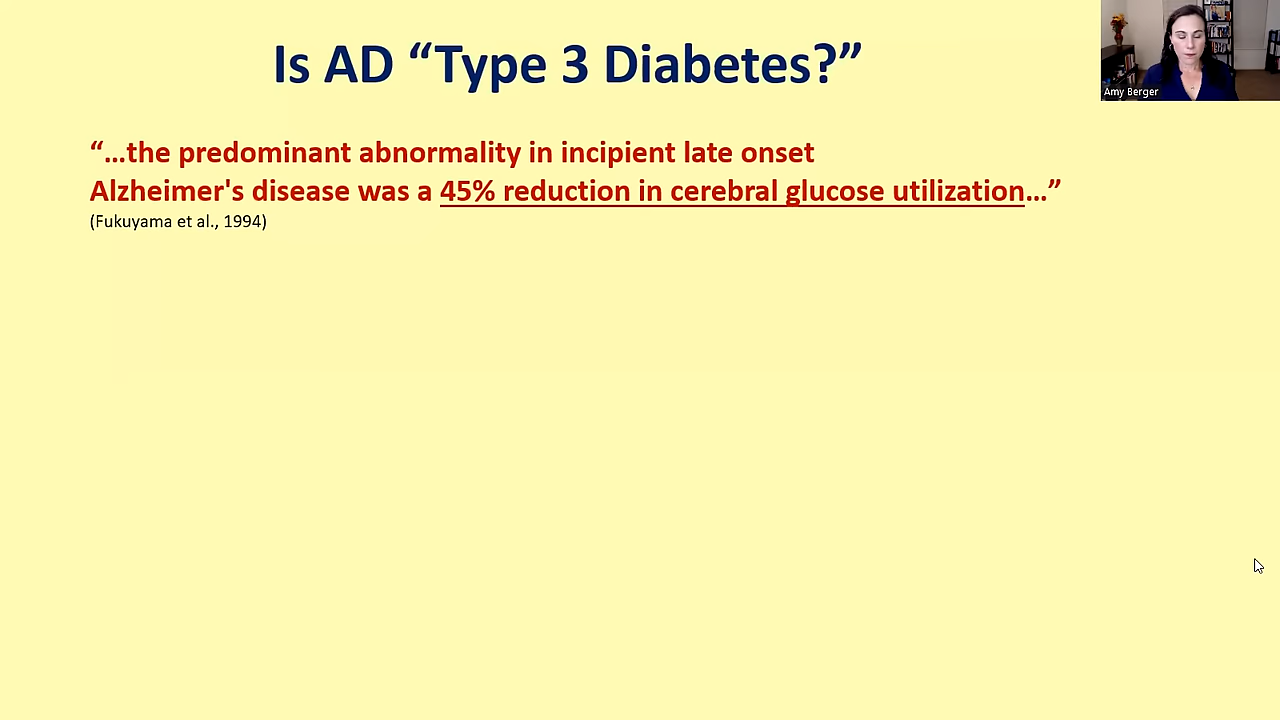 Is AD “Type 3 Diabetes?”
Amy Berger
“…the predominant abnormality in incipient late onset
Alzheimer's disease was a 45% reduction in cerebral glucose utilization…”
(Fukuyama et al., 1994)